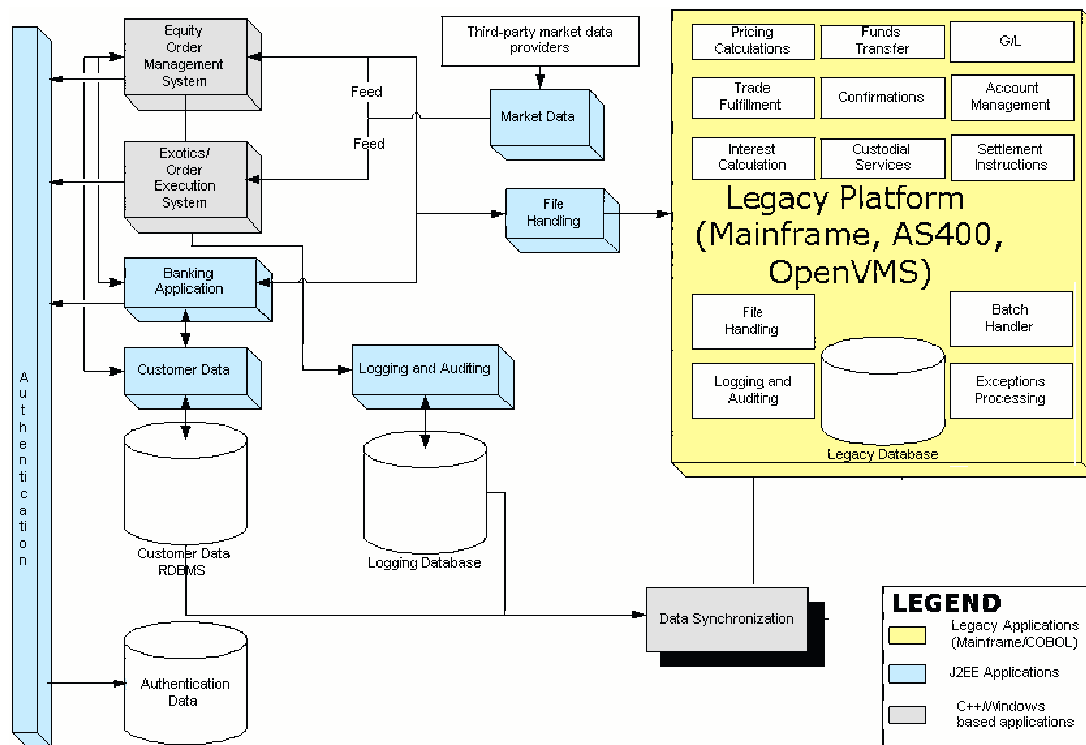 Equity
Order
Management
System
Third-party market data
providers
Pricing
Calculations
Funds
Transfer
G/L
Feed
Market Data
Trade
Fulfillment
Confirmations
Account
Management
Feed
Exotics/
Order
Execution
System
Interest
Calculation
Custodial
Services
Settlement
Instructions
File
Handling
Legacy Platform
(Mainframe, AS400,
OpenVMS)
Banking
Application
File
Handling
Batch
Handler
Customer Data
Logging and Auditing
Logging and
Auditing
Exceptions
Processing
Legacy Database
Authentication
Customer Data
RDBMS
Logging Database
Data Synchronization
Authentication
Data
LEGEND
Legacy Applications
(Mainframe/COBOL)
J2EE Applications
C++/Windows
based applications